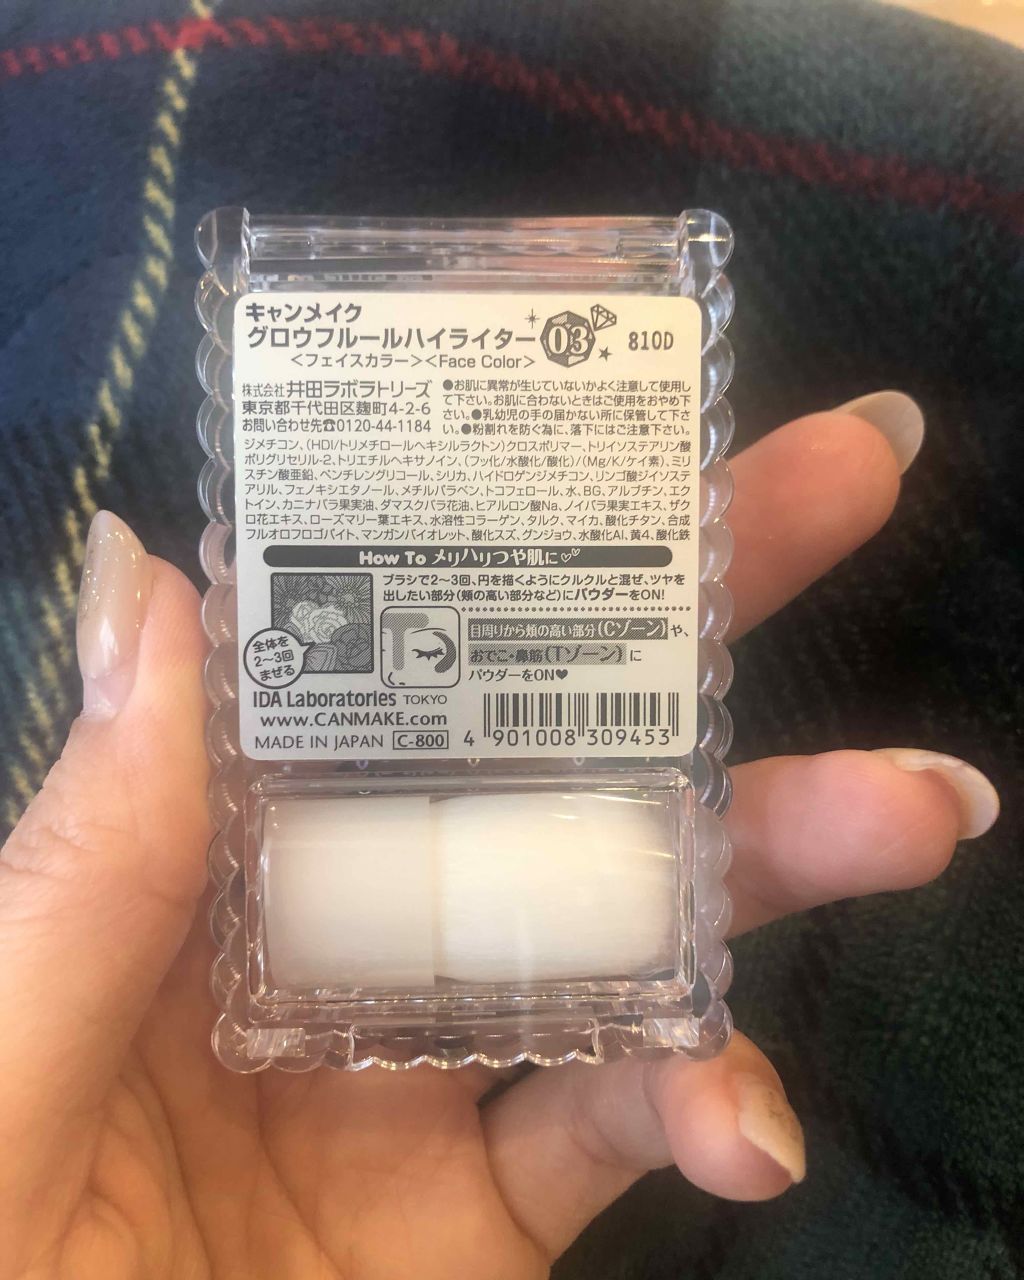 キャンメイク
グロウフルールハイライター 03 810D
<フェイスカラー><Face Color>
株式会社 井田ラボラトリーズ
東京都千代田区麹町4-2-6
お問い合わせ先☎0120-44-1184
●お肌に異常が生じていないかよく注意して使用し
て下さい。お肌に合わないときはご使用をおやめ下
さい。●乳幼児の手の届かない所に保管して下さ
い。●粉割れを防ぐ為に、落下にはご注意下さい。
ジメチコン、(HDI/トリメチロールヘキシルラクトン)クロスポリマー、トリイソステアリン酸
ポリグリセリル-2、トリエチルヘキサノイン、(フッ化/水酸化/酸化)/(Mg/K/ケイ素)、ミリ
スチン酸亜鉛、ペンチレングリコール、シリカ、ハイドロゲンジメチコン、リンゴ酸ジイソステ
アリル、フェノキシエタノール、メチルパラベン、トコフェロール、水、BG、アルブチン、エク
トイン、カニナバラ果実油、ダマスクバラ花油、ヒアルロン酸Na、ノイバラ果実エキス、ザク
ロ花エキス、ローズマリー葉エキス、水溶性コラーゲン、タルク、マイカ、酸化チタン、合成
フルオロフロゴパイト、マンガンバイオレット、酸化スズ、グンジョウ、水酸化Al、黄4、酸化鉄
How To メリハリつや肌に♡♡
ブラシで2〜3回、円を描くようにクルクルと混ぜ、ツヤを
出したい部分(頬の高い部分など)にパウダーをON!
全体を
2〜3回
まぜる
T
目周りから頬の高い部分(Cゾーン)や、
おでこ・鼻筋(Tゾーン)に
パウダーをON♥
IDA Laboratories TOKYO
www.CANMAKE.com
MADE IN JAPAN C-800
4 901008 309453